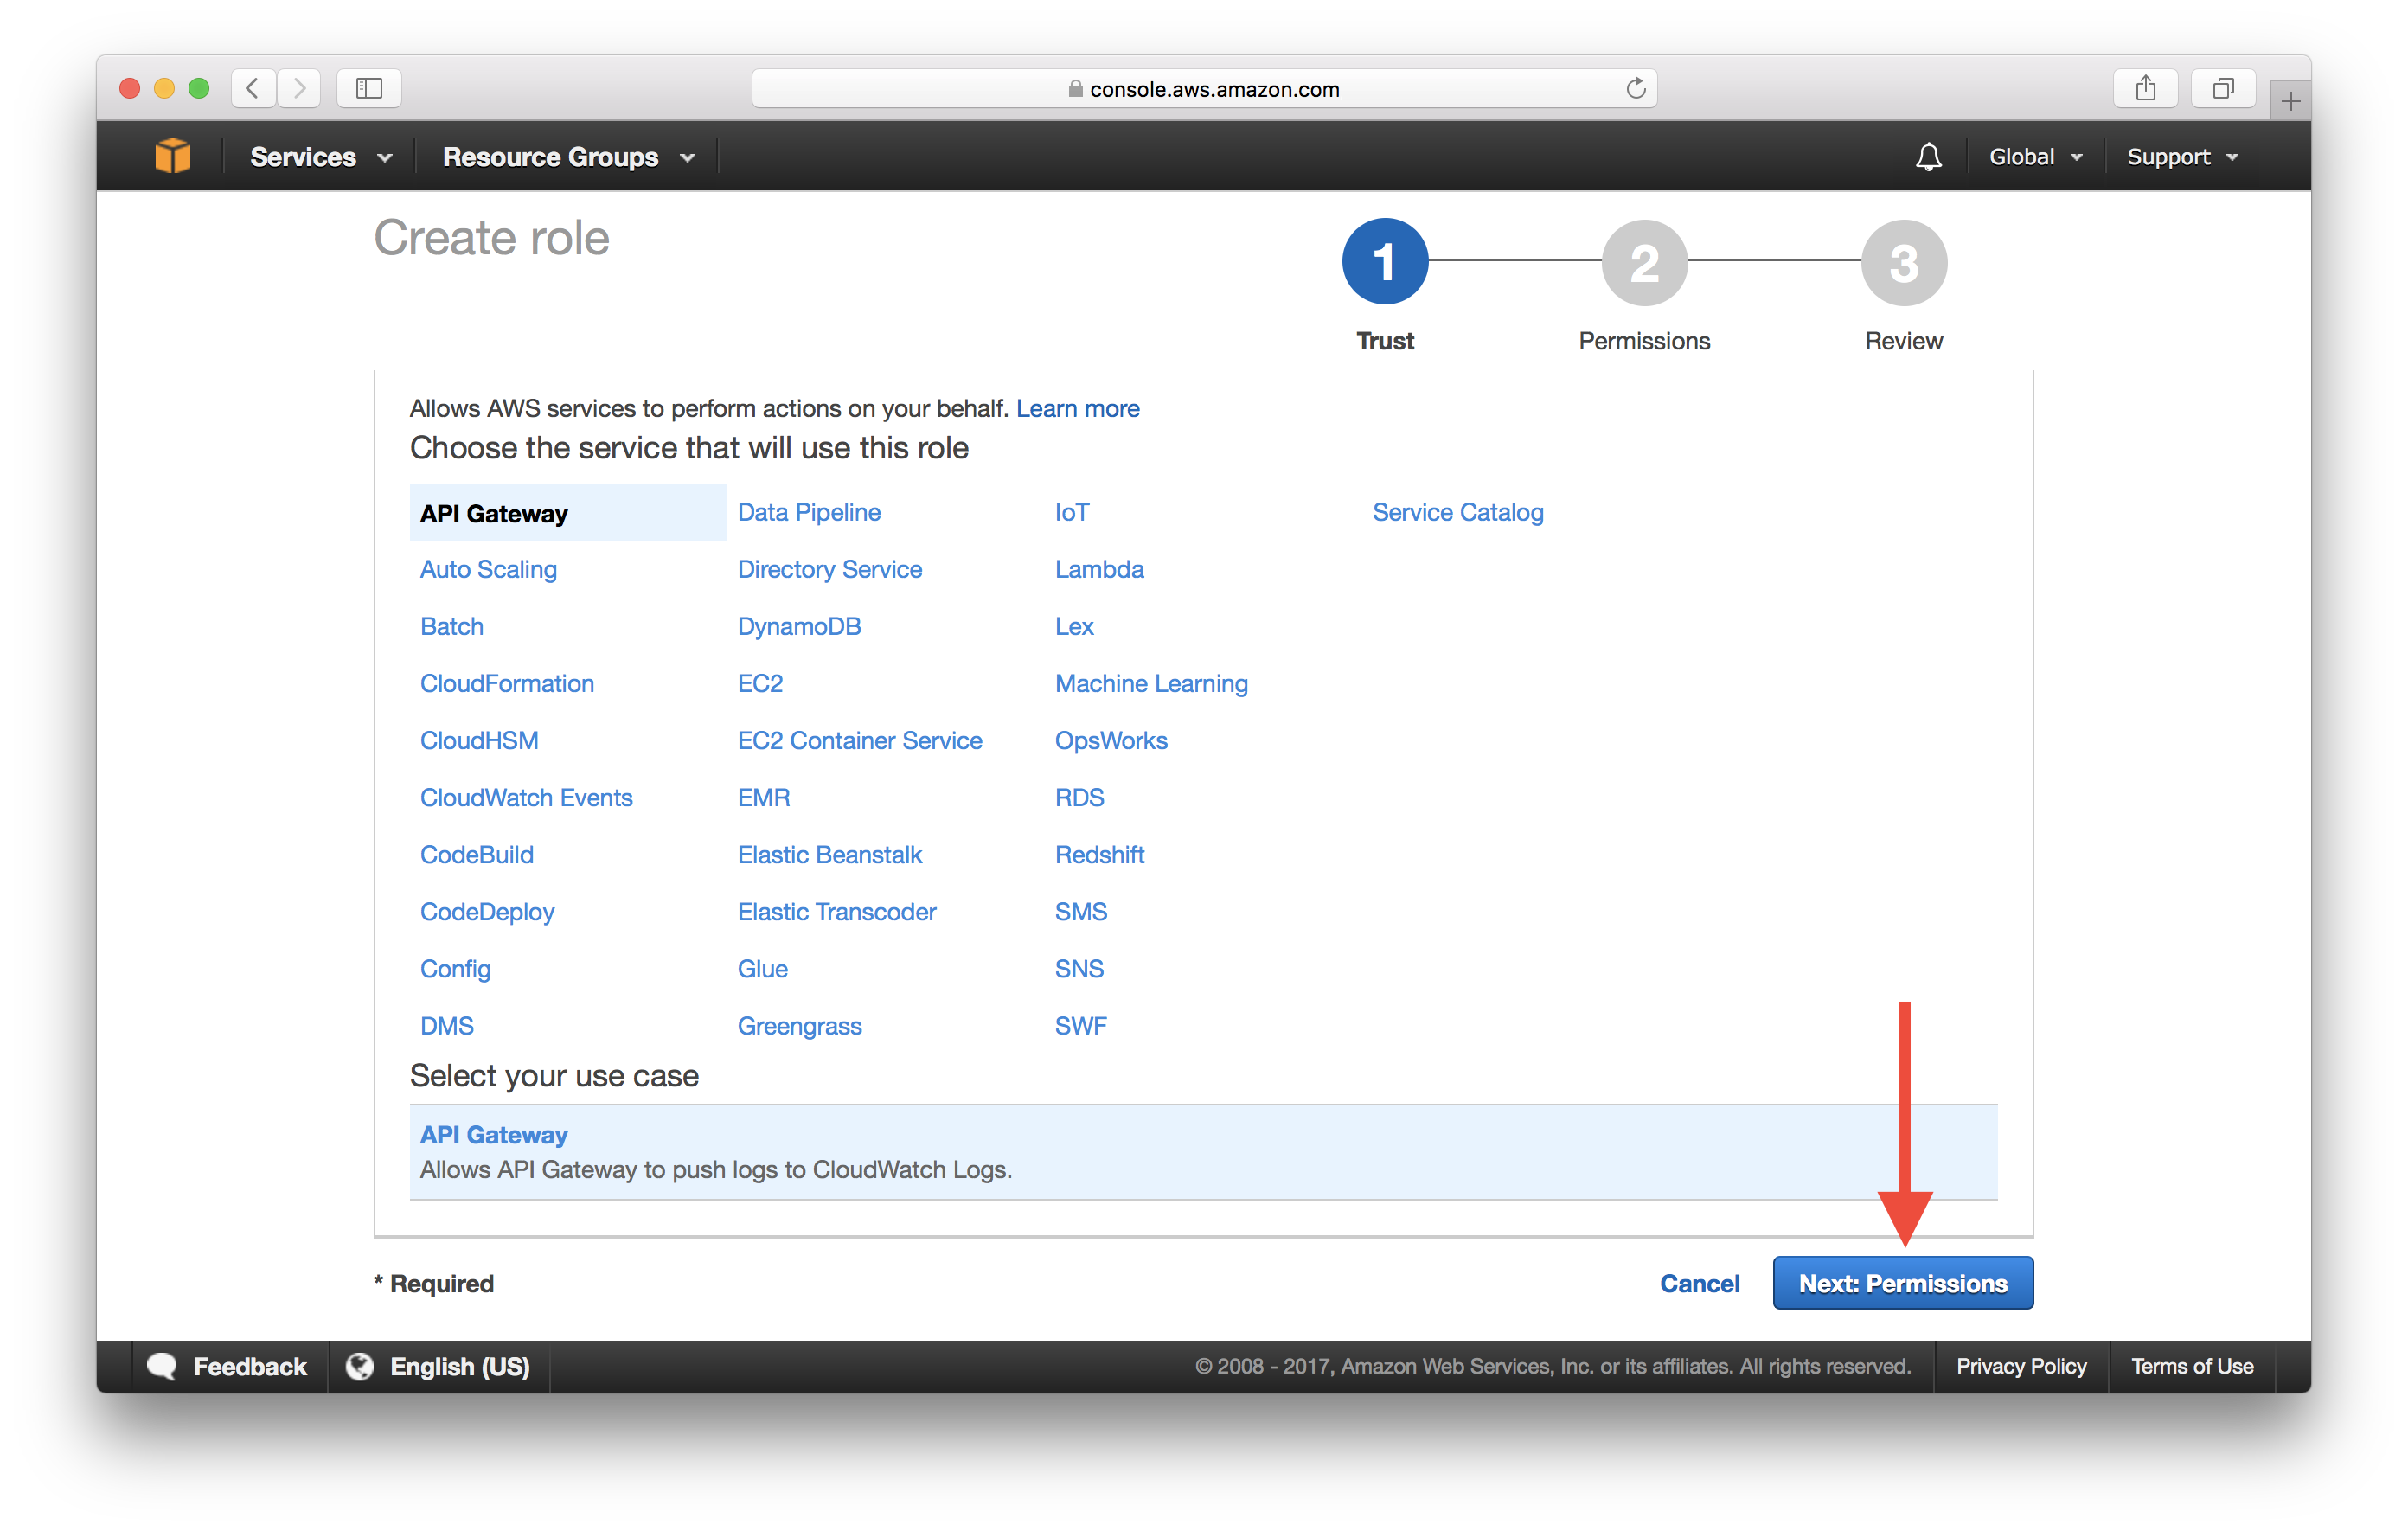 console.aws.amazon.com
Services
Resource Groups
Global
Support
Create role
1
2
3
Trust
Permissions
Review
Allows AWS services to perform actions on your behalf. Learn more
Choose the service that will use this role
API Gateway
Data Pipeline
IoT
Service Catalog
Auto Scaling
Directory Service
Lambda
Batch
DynamoDB
Lex
CloudFormation
EC2
Machine Learning
CloudHSM
EC2 Container Service
OpsWorks
CloudWatch Events
EMR
RDS
CodeBuild
Elastic Beanstalk
Redshift
CodeDeploy
Elastic Transcoder
SMS
Config
Glue
SNS
DMS
Greengrass
SWF
Select your use case
API Gateway
Allows API Gateway to push logs to CloudWatch Logs.
* Required
Cancel
Next: Permissions
Feedback
English (US)
© 2008 - 2017, Amazon Web Services, Inc. or its affiliates. All rights reserved.
Privacy Policy
Terms of Use